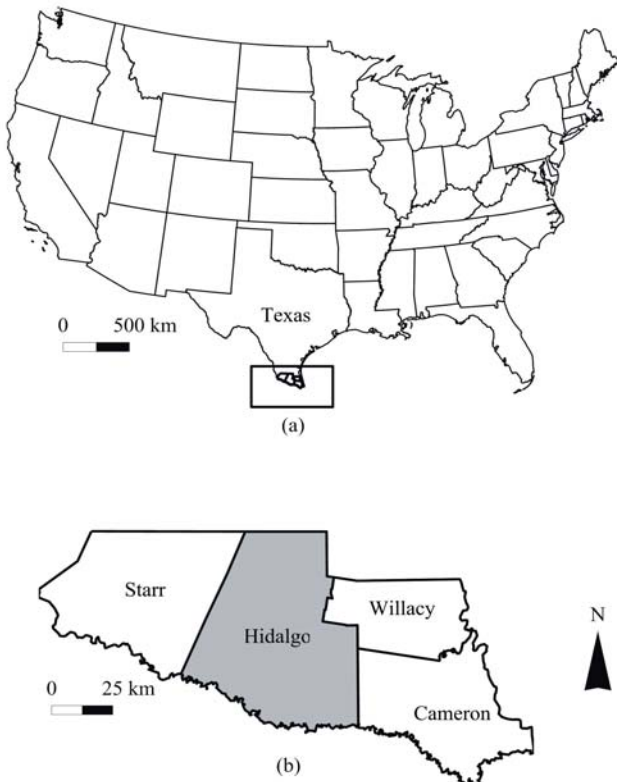 Texas
0 500 km
(a)
Starr
Willacy
N
Hidalgo
0 25 km
Cameron
(b)